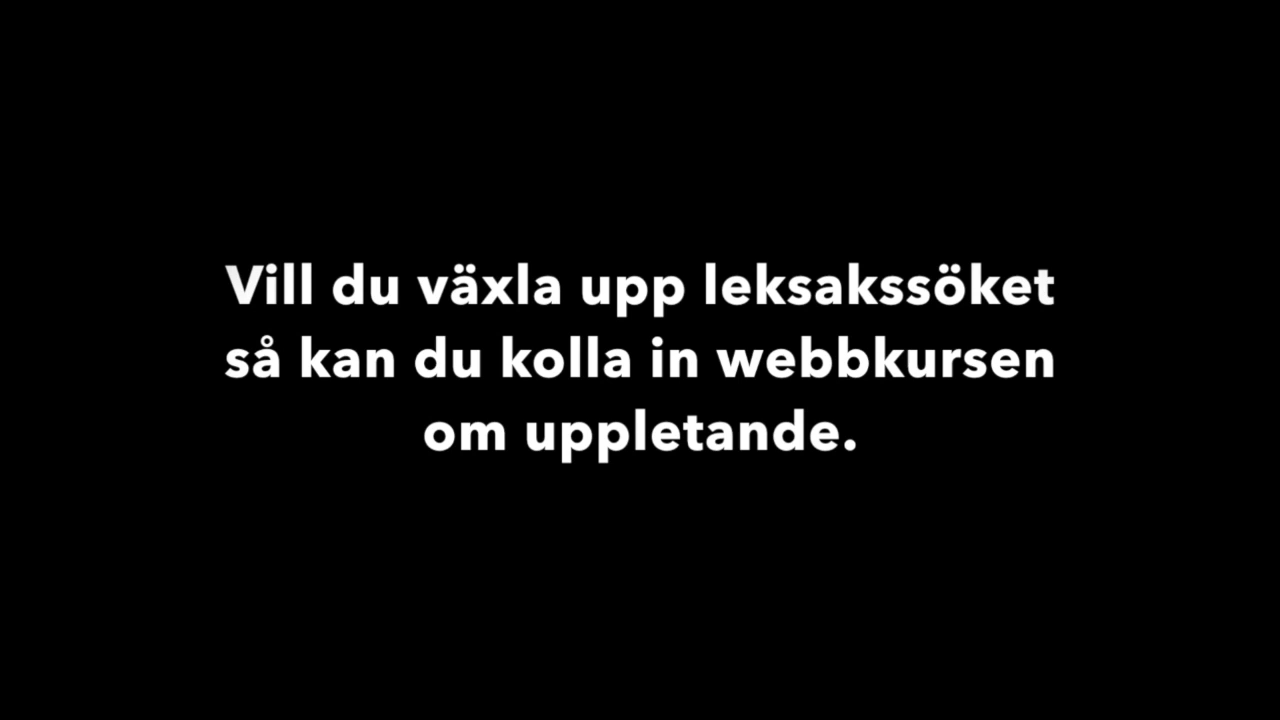 Vill du växla upp leksakssöket
så kan du kolla in webbkursen
om uppletande.